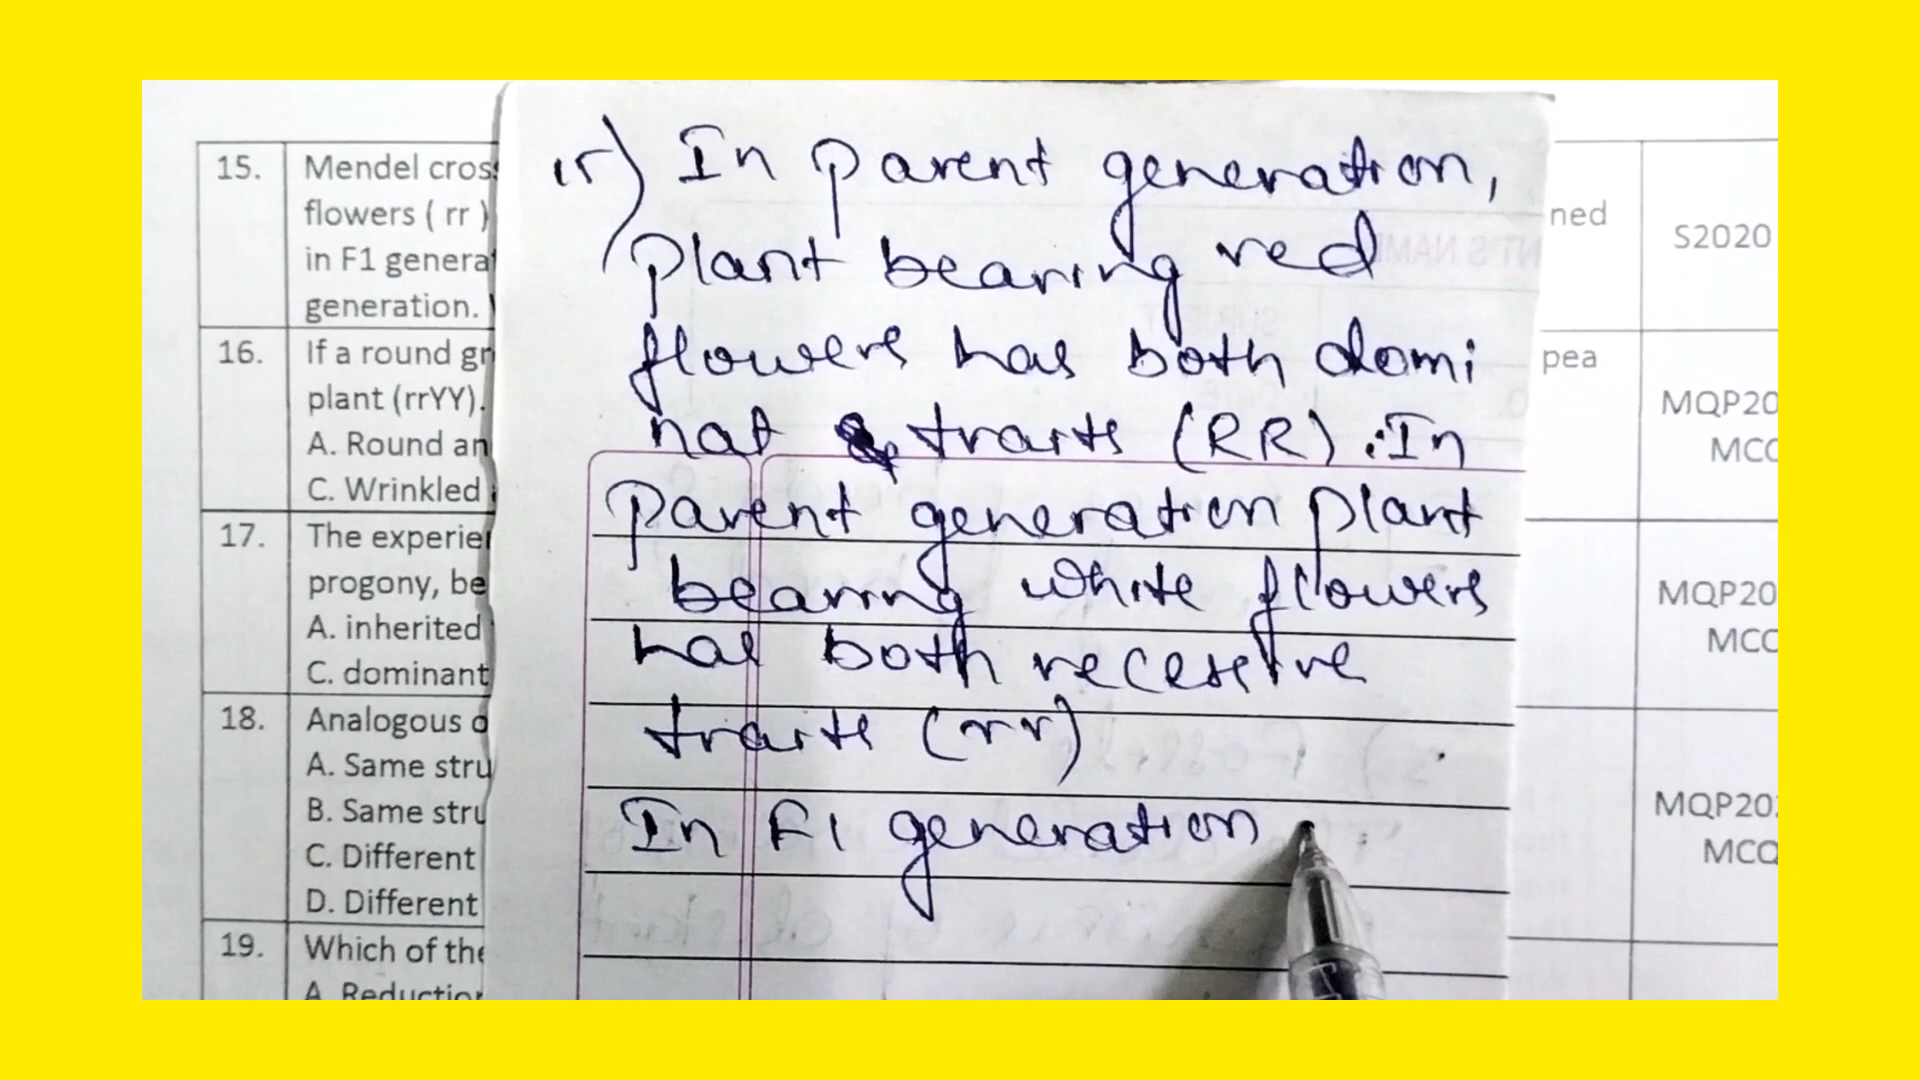 15.
Mendel cross
flowers ( rr )
in F1 genera
generation.
ned
S2020
16.
If a round gr
plant (rrYY).
A. Round an
C. Wrinkled
pea
MQP20
MCQ
17.
The experie
progony, be
A. inherited
C. dominant
MQP20
MCQ
18.
Analogous o
A. Same stru
B. Same stru
C. Different
D. Different
MQP20
MCQ
19.
Which of the
A. Reduction
In parent generation,
Plant bearing red
flowers has both domi
nat traits (RR). In
Parent generation plant
bearing white flowers
has both recessive
traits (rr)
In F1 generation